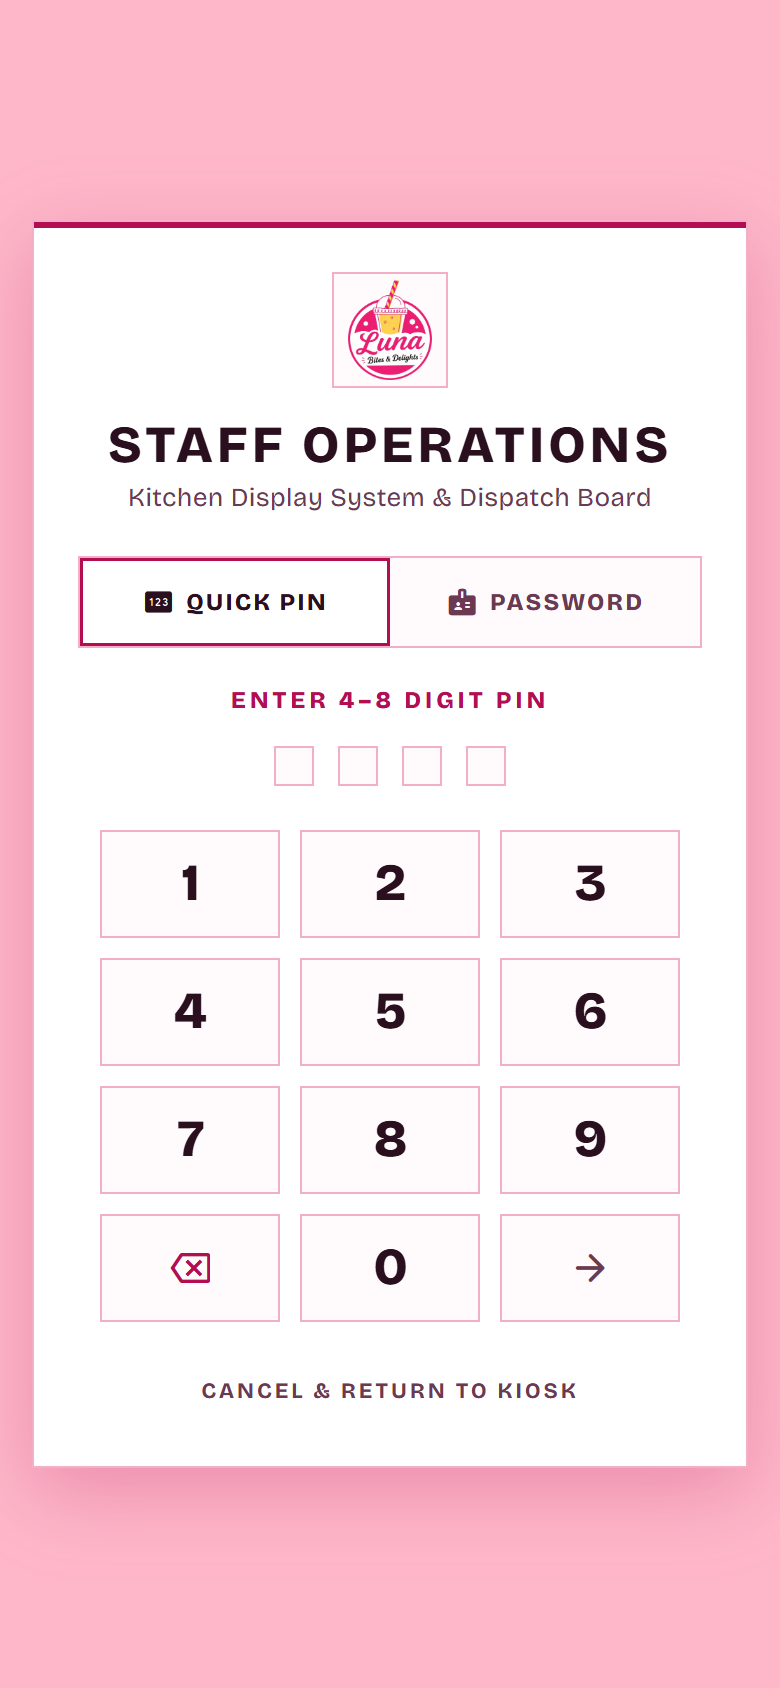 Luna
Bites & Delights
STAFF OPERATIONS
Kitchen Display System & Dispatch Board
123 QUICK PIN
PASSWORD
ENTER 4–8 DIGIT PIN
1 2 3
4 5 6
7 8 9
0
CANCEL & RETURN TO KIOSK